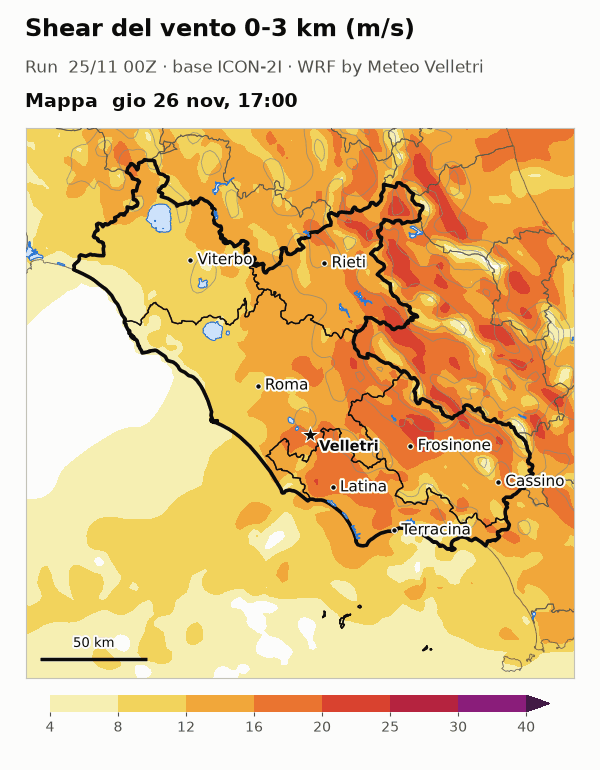 Shear del vento 0-3 km (m/s)
Run  25/11 00Z · base ICON-2I · WRF by Meteo Velletri
Mappa  gio 26 nov, 17:00
Viterbo
Rieti
Roma
Velletri
Frosinone
Latina
Cassino
Terracina
50 km
4 8 12 16 20 25 30 40